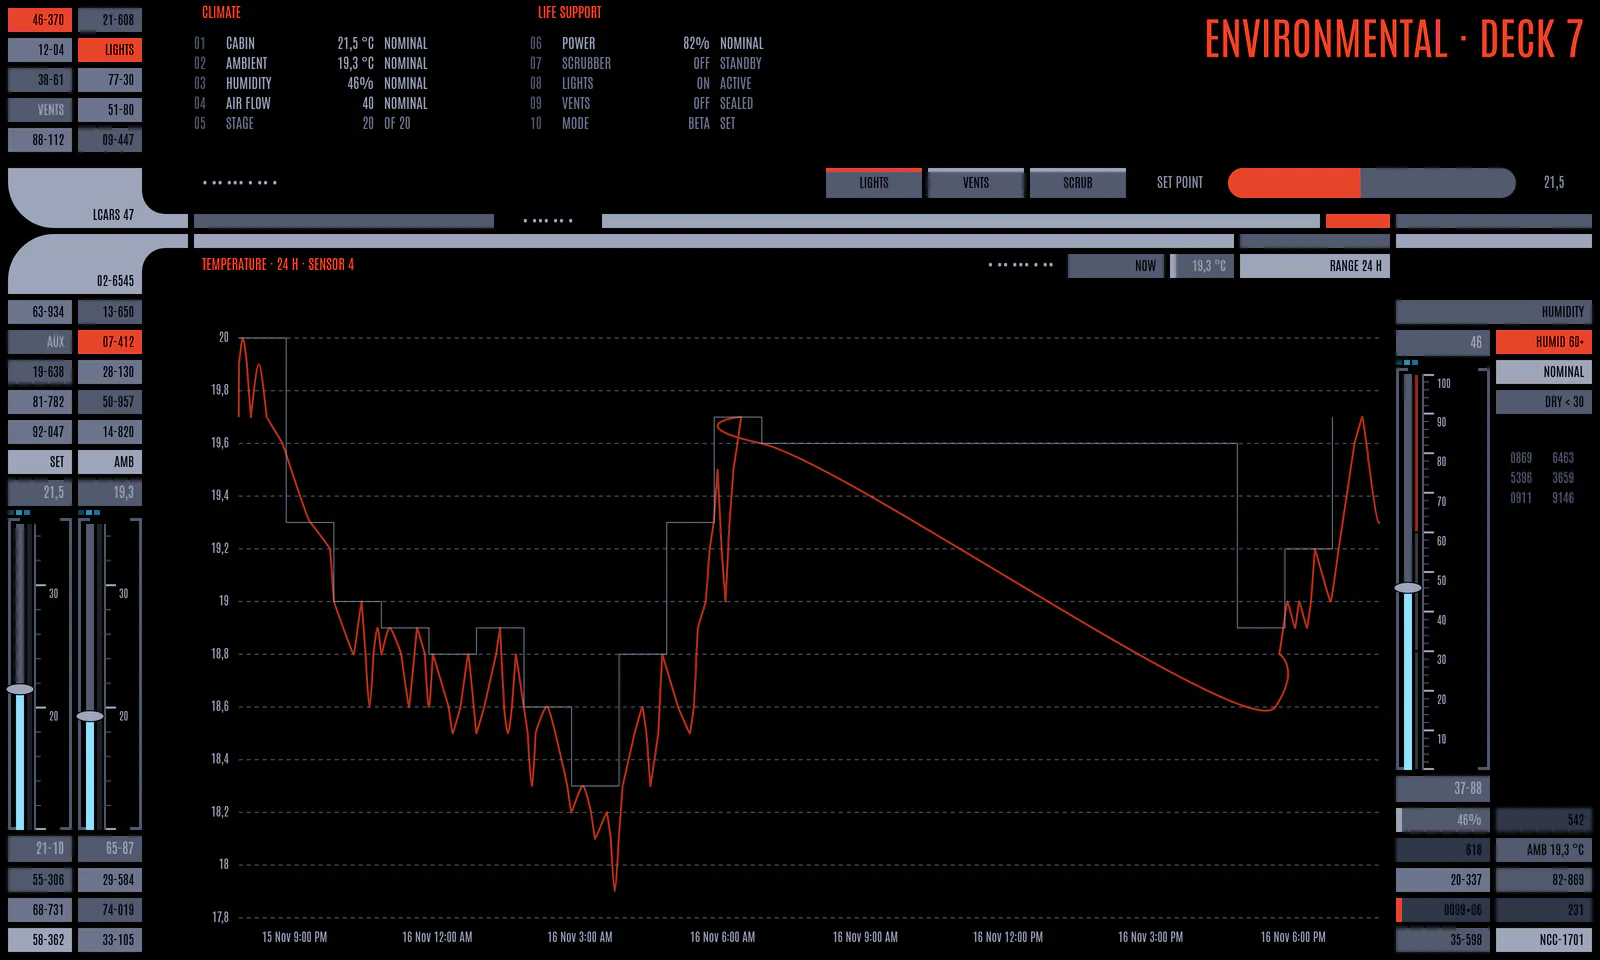 46-370 21-608
12-04 LIGHTS
38-61 77-30
VENTS 51-80
88-112 09-447
LCARS 47
CLIMATE
01 CABIN 21,5 °C NOMINAL
02 AMBIENT 19,3 °C NOMINAL
03 HUMIDITY 46% NOMINAL
04 AIR FLOW 40 NOMINAL
05 STAGE 20 OF 20
LIFE SUPPORT
06 POWER 82% NOMINAL
07 SCRUBBER OFF STANDBY
08 LIGHTS ON ACTIVE
09 VENTS OFF SEALED
10 MODE BETA SET
ENVIRONMENTAL · DECK 7
LIGHTS VENTS SCRUB SET POINT 21,5
02-6545
63-934 13-650
AUX 07-412
19-638 28-130
81-782 50-957
92-047 14-820
SET AMB
21,5 19,3
30 30
20 20
21-10 65-87
55-306 29-584
68-731 74-019
58-362 33-105
TEMPERATURE · 24 H · SENSOR 4
NOW 19,3 °C RANGE 24 H
20
19,8
19,6
19,4
19,2
19
18,8
18,6
18,4
18,2
18
17,8
15 Nov 9:00 PM 16 Nov 12:00 AM 16 Nov 3:00 AM 16 Nov 6:00 AM 16 Nov 9:00 AM 16 Nov 12:00 PM 16 Nov 3:00 PM 16 Nov 6:00 PM
HUMIDITY
46 HUMID 60+
NOMINAL
DRY < 30
100
90
80
70
60
50
40
30
20
10
0869 6463
5396 3659
0911 9146
37-88
46% 542
618 AMB 19,3 °C
20-337 82-869
0099+06 231
35-598 NCC-1701